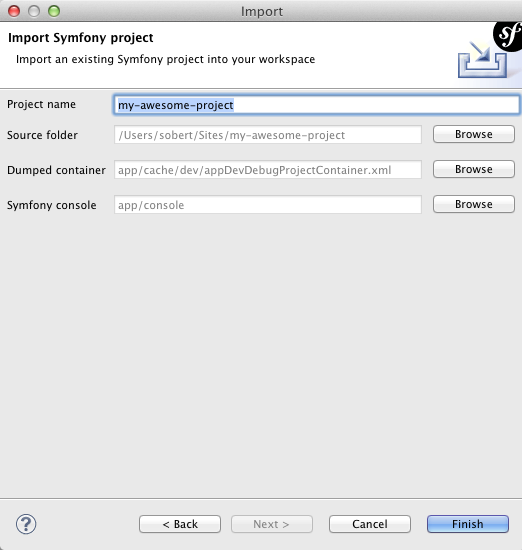 Import
Import Symfony project
Import an existing Symfony project into your workspace
sf
Project name my-awesome-project
Source folder /Users/sobert/Sites/my-awesome-project Browse
Dumped container app/cache/dev/appDevDebugProjectContainer.xml Browse
Symfony console app/console Browse
? < Back Next > Cancel Finish